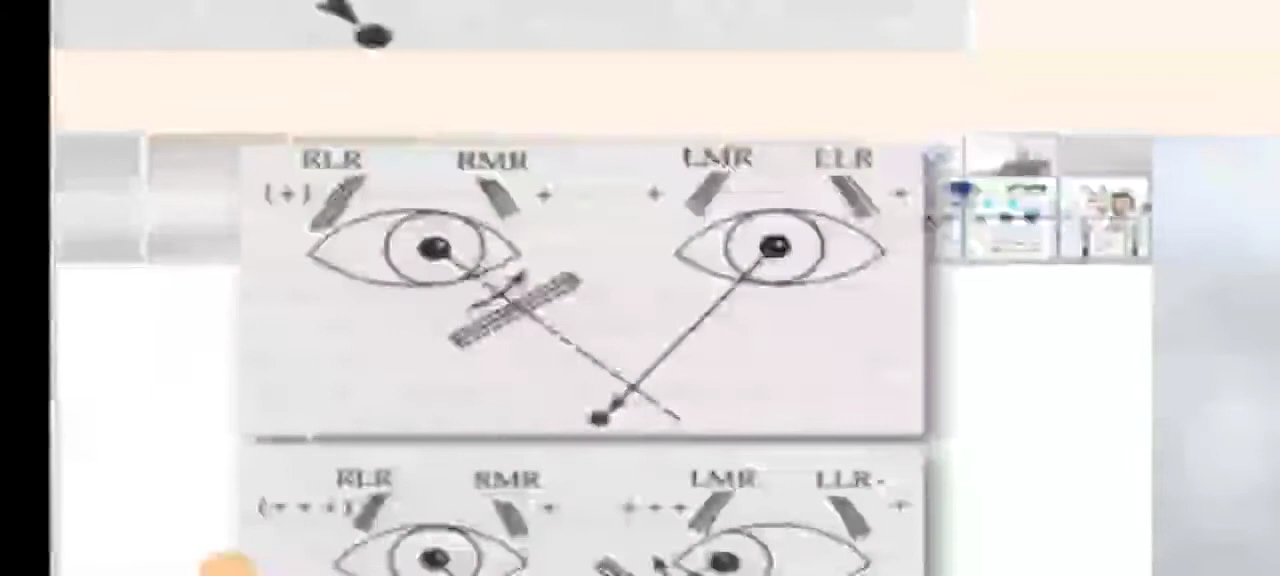 RLR RMR LMR LLR
(+) + + +
RLR RMR LMR LLR
(+++) + +++ +